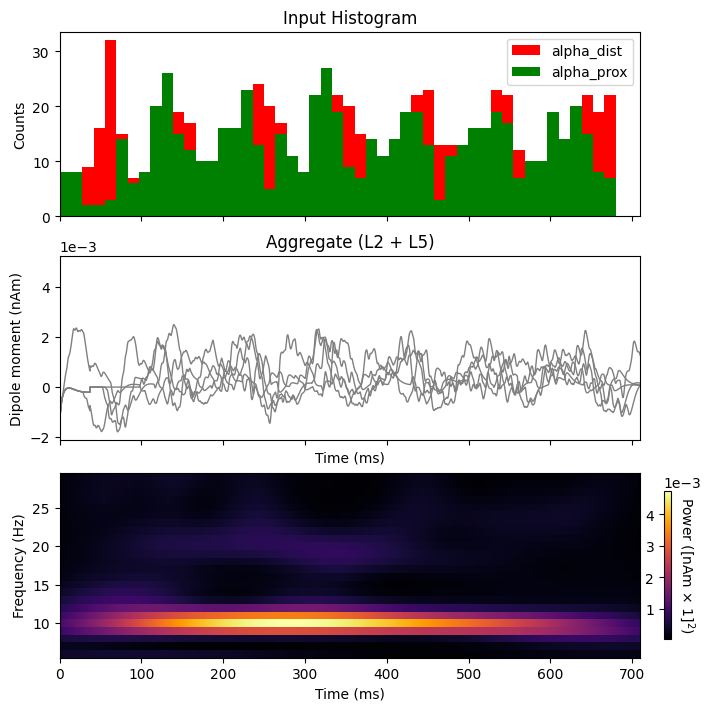 Input Histogram
30
20
10
0
Counts
alpha_dist
alpha_prox
Aggregate (L2 + L5)
1e−3
4
2
0
−2
Dipole moment (nAm)
Time (ms)
25
20
15
10
Frequency (Hz)
0 100 200 300 400 500 600 700
Time (ms)
1e−3
4
3
2
1
Power ([nAm × 1]²)